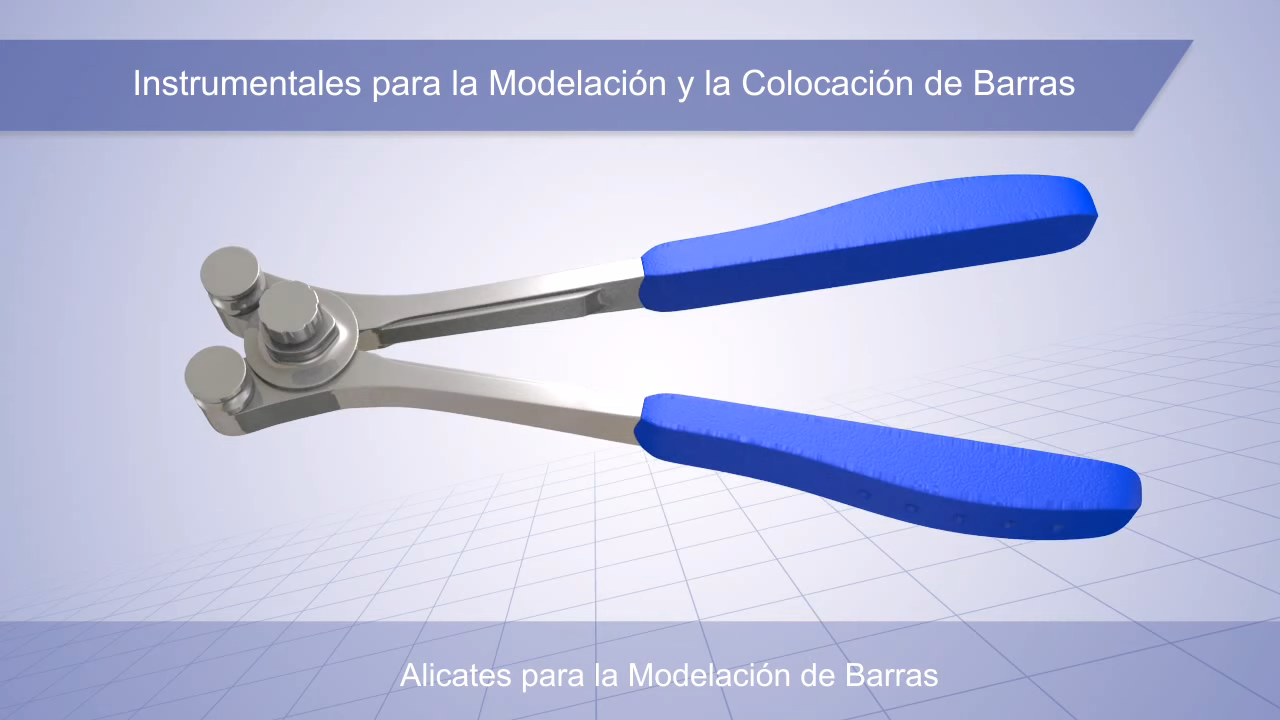 Instrumentales para la Modelación y la Colocación de Barras
Alicates para la Modelación de Barras